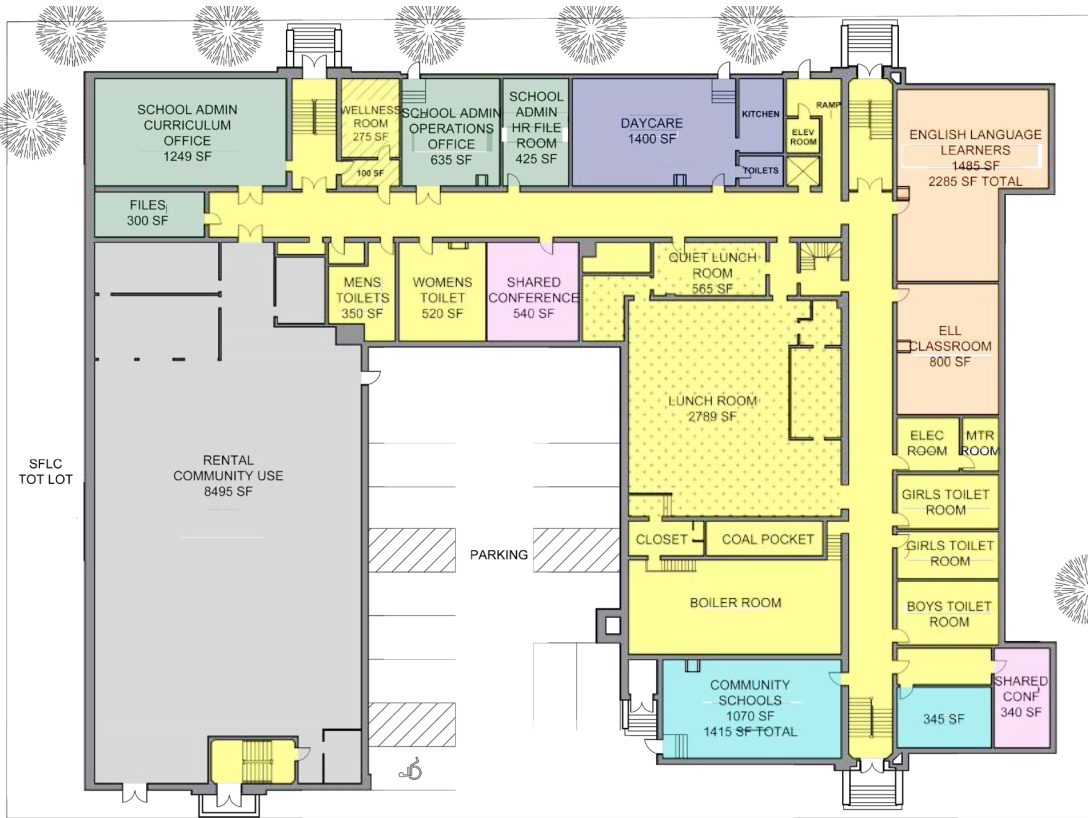 SCHOOL ADMIN
CURRICULUM
OFFICE
1249 SF
WELLNESS
ROOM
275 SF
100 SF
SCHOOL ADMIN
OPERATIONS
OFFICE
635 SF
SCHOOL
ADMIN
HR FILE
ROOM
425 SF
DAYCARE
1400 SF
KITCHEN
TOILETS
RAMP
ELEV
ROOM
ENGLISH LANGUAGE
LEARNERS
1485 SF
2285 SF TOTAL
FILES
300 SF
MENS
TOILETS
350 SF
WOMENS
TOILET
520 SF
SHARED
CONFERENCE
540 SF
QUIET LUNCH
ROOM
565 SF
ELL
CLASSROOM
800 SF
LUNCH ROOM
2789 SF
ELEC
ROOM
MTR
ROOM
SFLC
TOT LOT
RENTAL
COMMUNITY USE
8495 SF
GIRLS TOILET
ROOM
PARKING
CLOSET
COAL POCKET
GIRLS TOILET
ROOM
BOILER ROOM
BOYS TOILET
ROOM
COMMUNITY
SCHOOLS
1070 SF
1415 SF TOTAL
345 SF
SHARED
CONF
340 SF